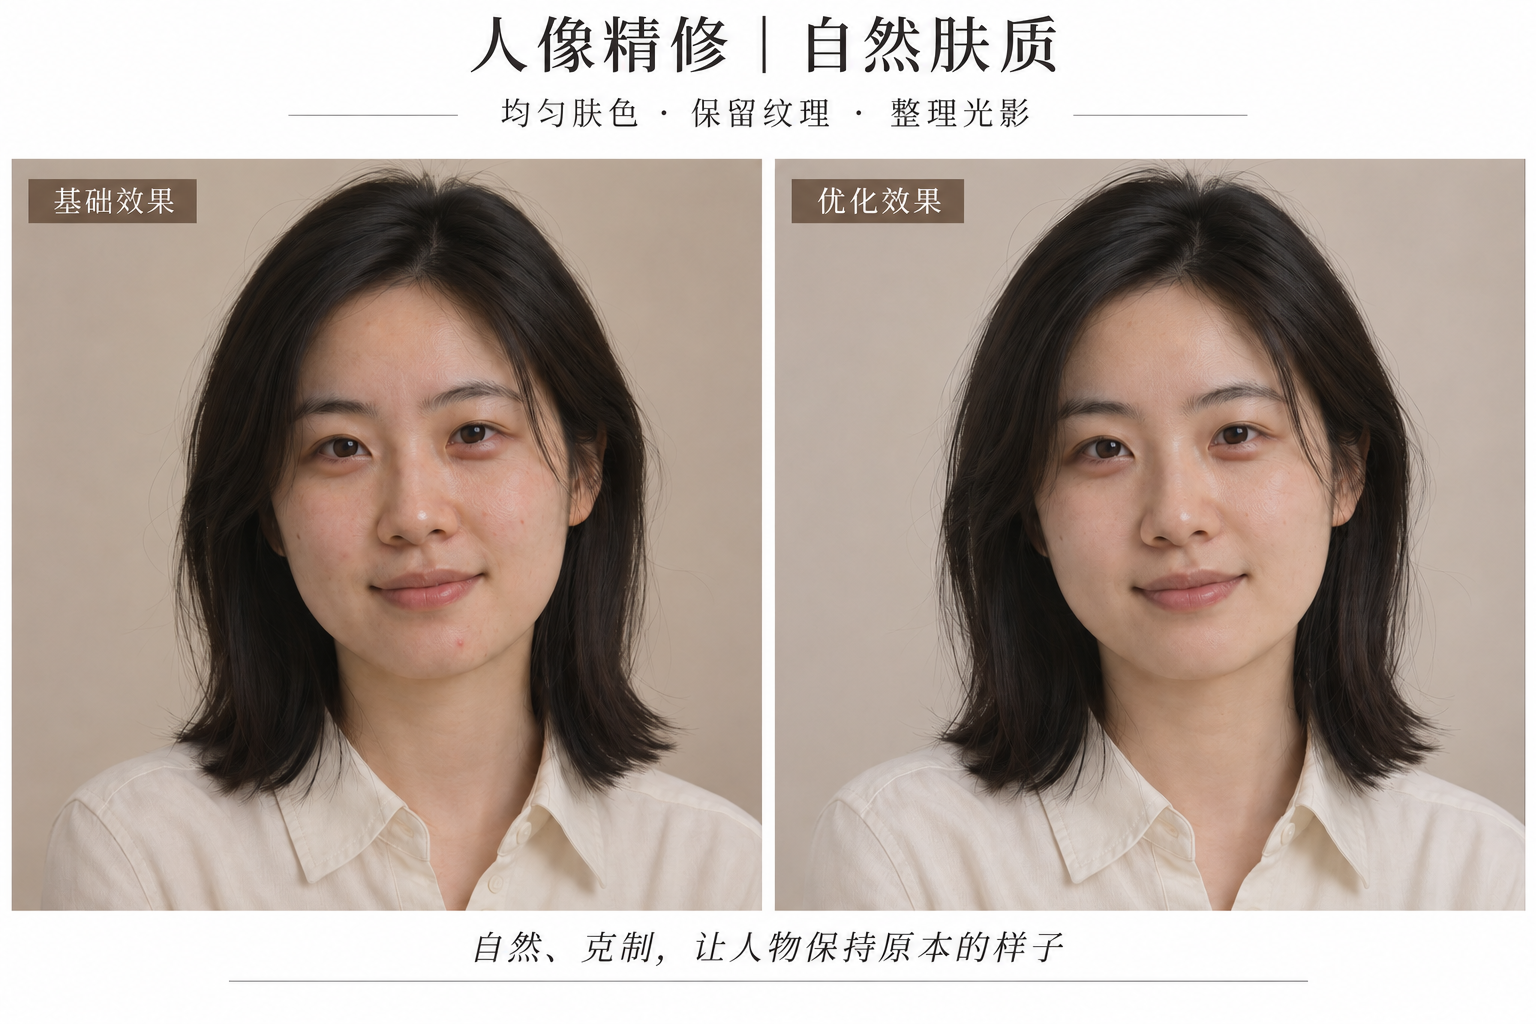 人像精修｜自然肤质
均匀肤色 · 保留纹理 · 整理光影
基础效果
优化效果
自然、克制，让人物保持原本的样子